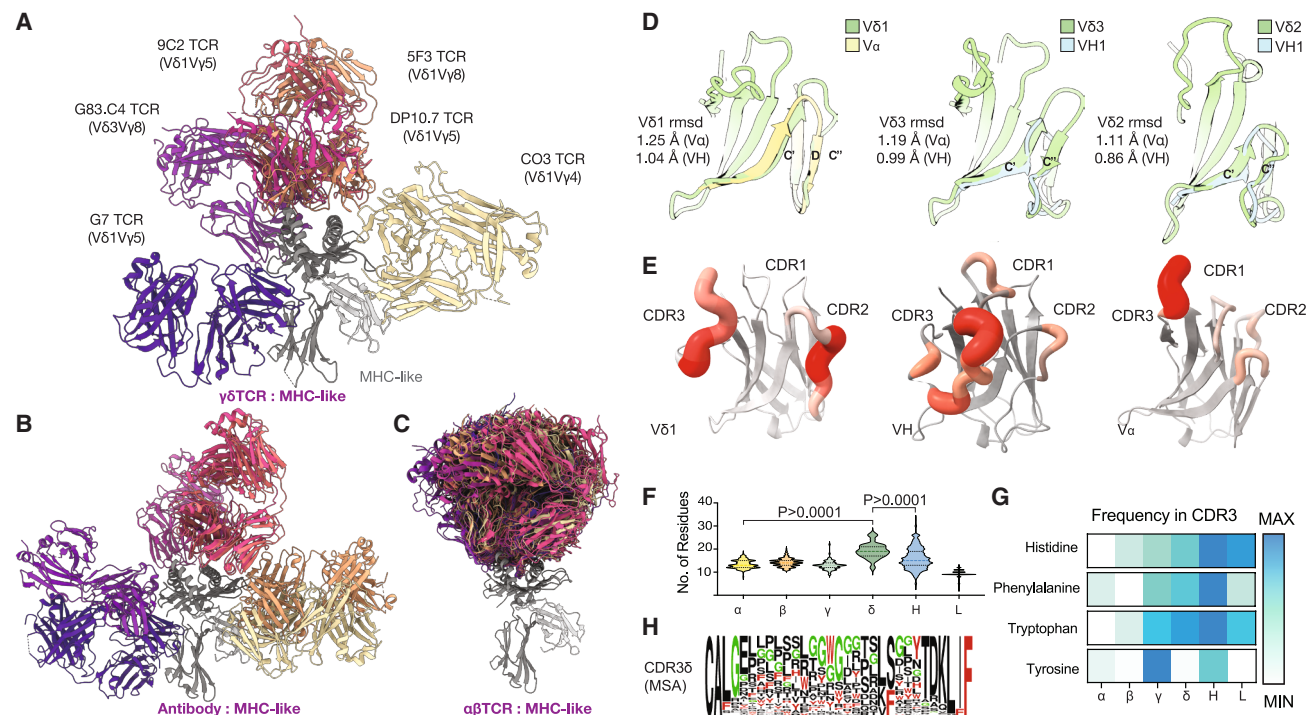 A
9C2 TCR
(Vδ1Vγ5)
5F3 TCR
(Vδ1Vγ8)
G83.C4 TCR
(Vδ3Vγ8)
DP10.7 TCR
(Vδ1Vγ5)
CO3 TCR
(Vδ1Vγ4)
G7 TCR
(Vδ1Vγ5)
MHC-like
γδTCR : MHC-like
B
Antibody : MHC-like
C
αβTCR : MHC-like
D
Vδ1
Vα
Vδ1 rmsd
1.25 Å (Vα)
1.04 Å (VH)
C' D C"
Vδ3
VH1
Vδ3 rmsd
1.19 Å (Vα)
0.99 Å (VH)
C' C"
Vδ2
VH1
Vδ2 rmsd
1.11 Å (Vα)
0.86 Å (VH)
C' C"
E
CDR1
CDR3
CDR2
Vδ1
CDR1
CDR3
CDR2
VH
CDR1
CDR3
CDR2
Vα
F
No. of Residues
40
30
20
10
P>0.0001
P>0.0001
α β γ δ H L
G
Frequency in CDR3
Histidine
Phenylalanine
Tryptophan
Tyrosine
α β γ δ H L
MAX
MIN
H
CDR3δ
(MSA)